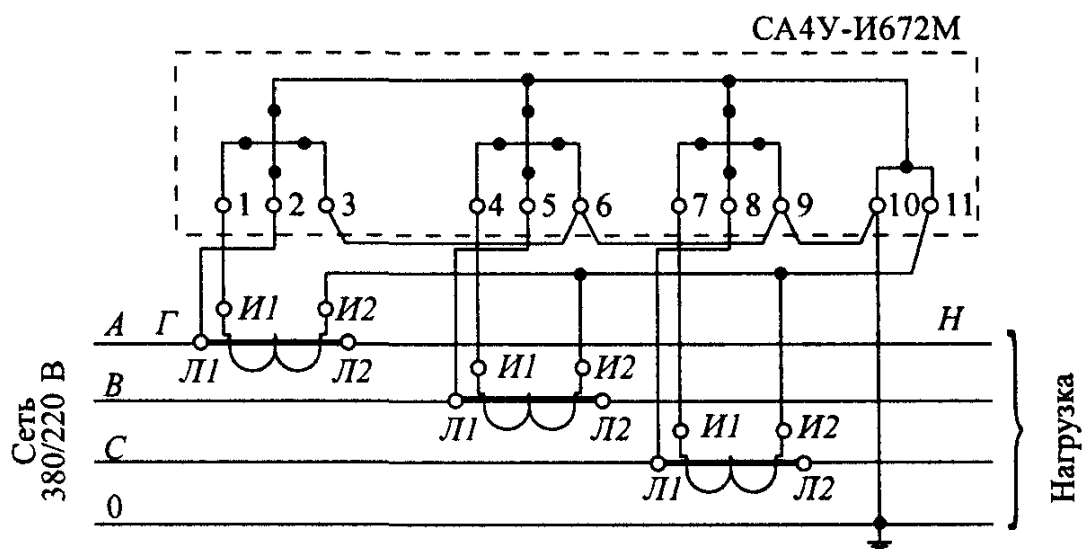 СА4У-И672М
1 2 3 4 5 6 7 8 9 10 11
И1 И2
А Г Н
Л1 Л2
И1 И2
В
Л1 Л2
И1 И2
С
Л1 Л2
0
Сеть
380/220 В
Нагрузка